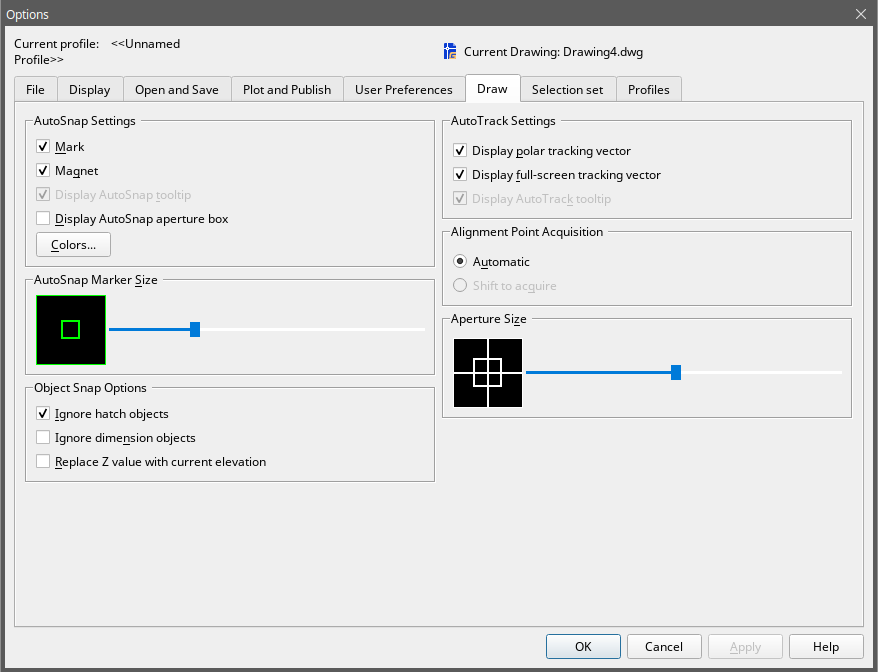 Options
Current profile: <<Unnamed
Profile>>
Current Drawing: Drawing4.dwg
File Display Open and Save Plot and Publish User Preferences Draw Selection set Profiles
AutoSnap Settings
Mark
Magnet
Display AutoSnap tooltip
Display AutoSnap aperture box
Colors...
AutoSnap Marker Size
Object Snap Options
Ignore hatch objects
Ignore dimension objects
Replace Z value with current elevation
AutoTrack Settings
Display polar tracking vector
Display full-screen tracking vector
Display AutoTrack tooltip
Alignment Point Acquisition
Automatic
Shift to acquire
Aperture Size
OK Cancel Apply Help